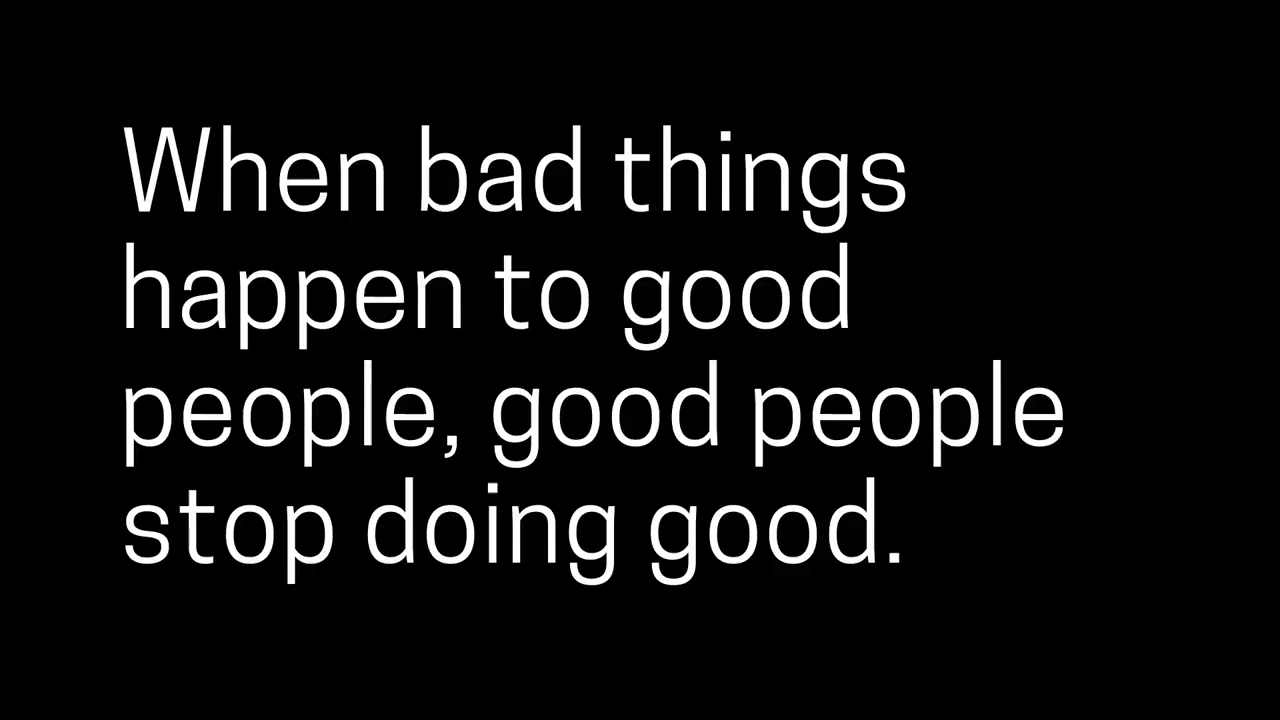 When bad things
happen to good
people, good people
stop doing good.